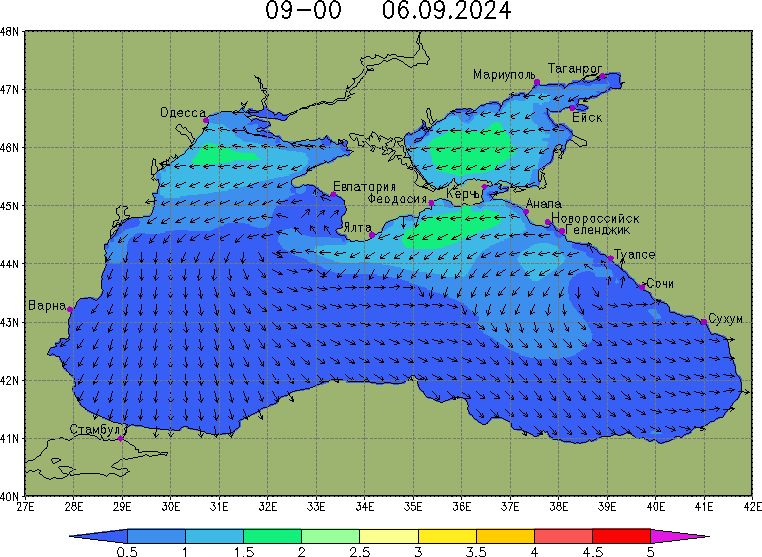 09-00 06.09.2024
48N
Таганрог
Мариуполь
47N
Одесса
Ейск
46N
Евпатория
Керчь
Феодосия
45N
Анапа
Новороссийск
Ялта
Геленджик
Туапсе
44N
Сочи
Варна
43N
Сухум
42N
Стамбул
41N
40N
27E 28E 29E 30E 31E 32E 33E 34E 35E 36E 37E 38E 39E 40E 41E 42E
0.5 1 1.5 2 2.5 3 3.5 4 4.5 5